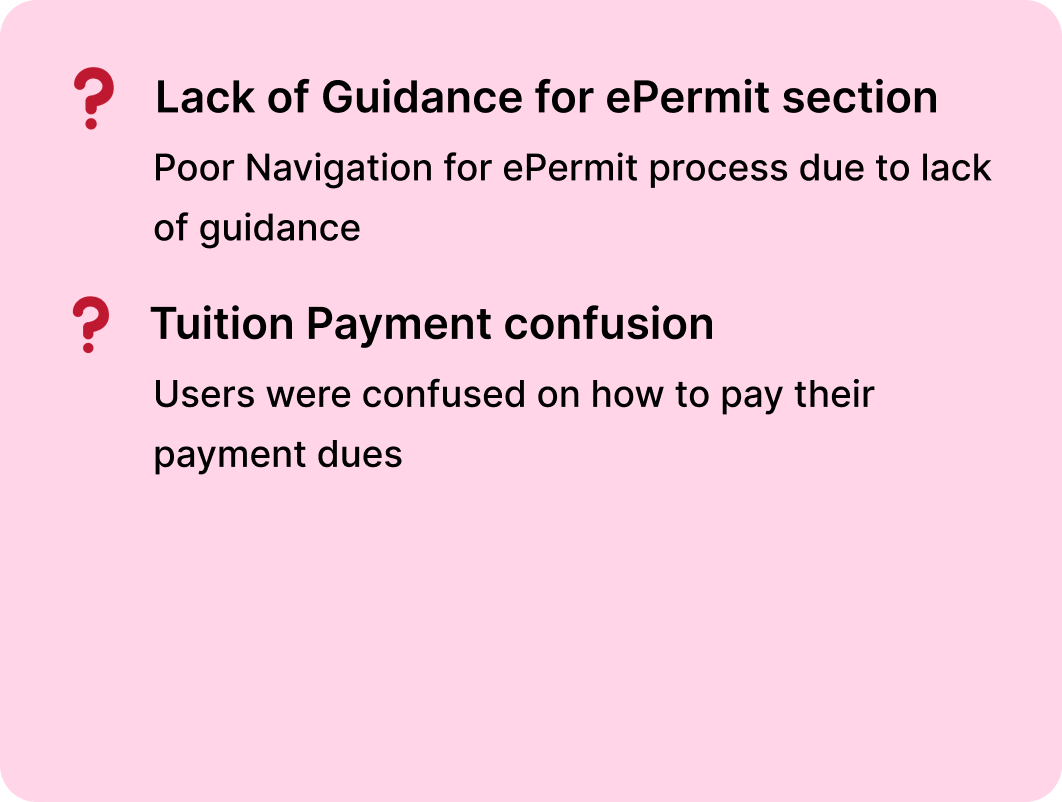 ? Lack of Guidance for ePermit section
Poor Navigation for ePermit process due to lack
of guidance
? Tuition Payment confusion
Users were confused on how to pay their
payment dues